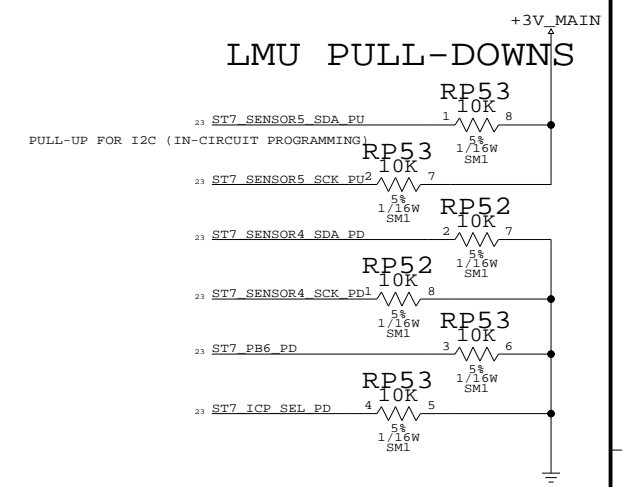 +3V_MAIN
LMU PULL-DOWNS
RP53
10K
23 ST7_SENSOR5_SDA_PU 1 8
5%
1/16W
SM1
PULL-UP FOR I2C (IN-CIRCUIT PROGRAMMING)
RP53
10K
23 ST7_SENSOR5_SCK_PU 2 7
5%
1/16W
SM1
RP52
10K
23 ST7_SENSOR4_SDA_PD 2 7
5%
1/16W
SM1
RP52
10K
23 ST7_SENSOR4_SCK_PD 1 8
5%
1/16W
SM1
RP53
10K
23 ST7_PB6_PD 3 6
5%
1/16W
SM1
RP53
10K
23 ST7_ICP_SEL_PD 4 5
5%
1/16W
SM1